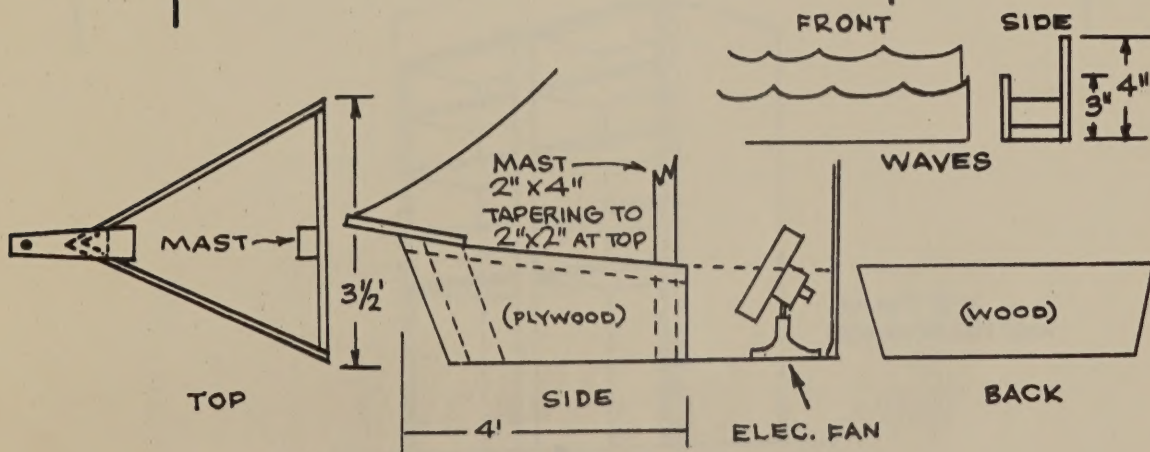 FRONT
SIDE
3"
4"
WAVES
MAST
3½'
TOP
MAST
2" X 4"
TAPERING TO
2"X2" AT TOP
(PLYWOOD)
SIDE
4'
ELEC. FAN
(WOOD)
BACK